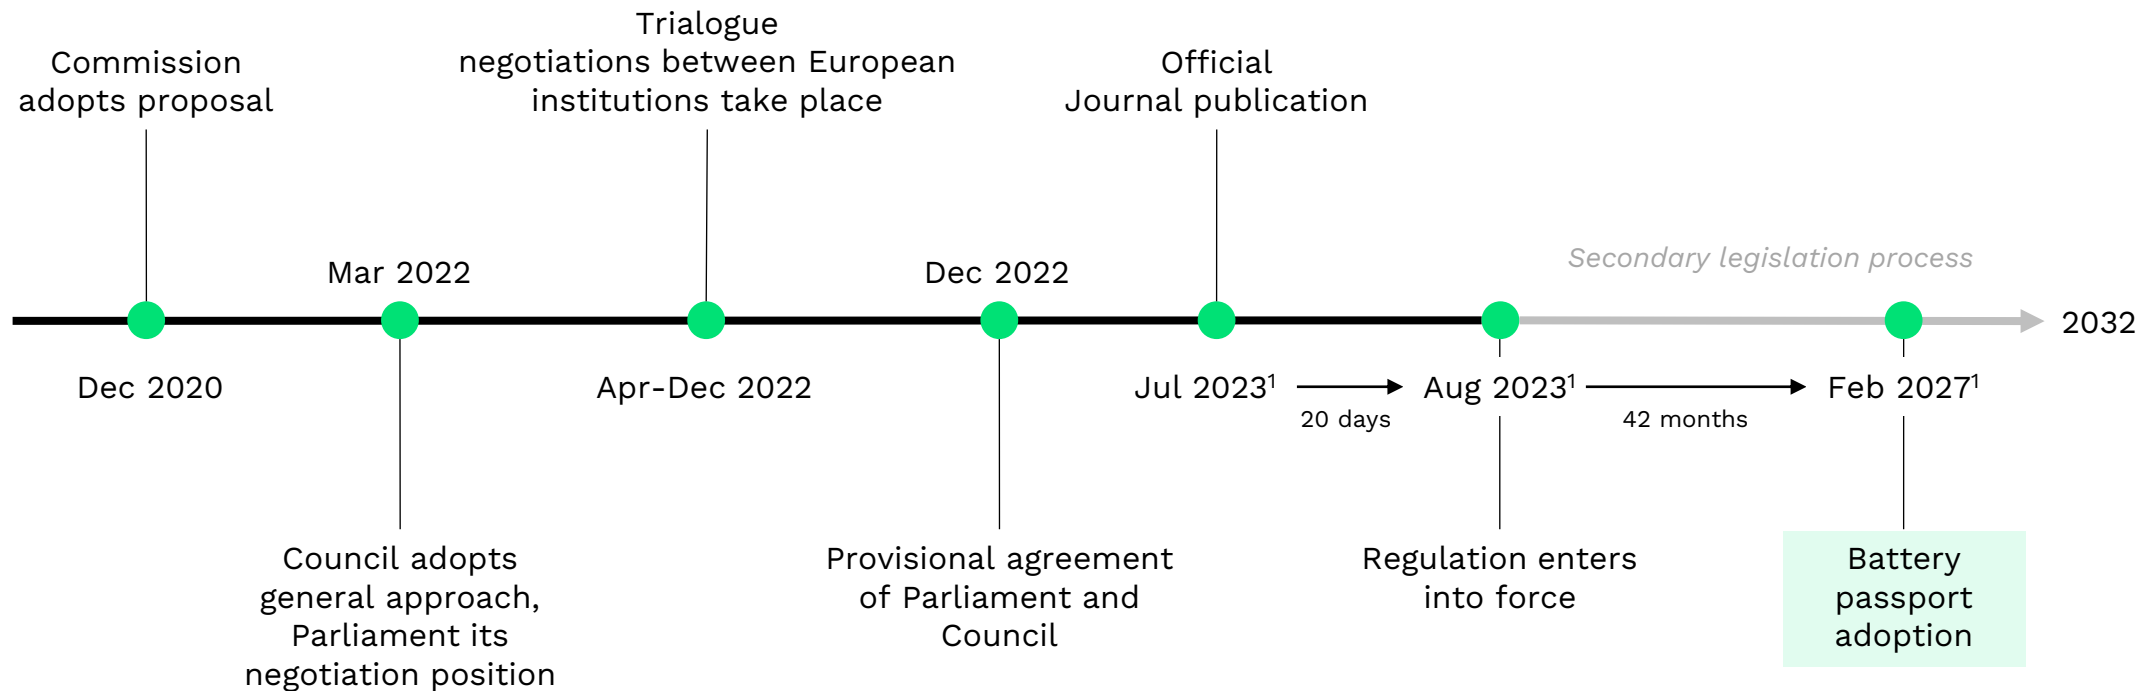 Commission
adopts proposal
Trialogue
negotiations between European
institutions take place
Official
Journal publication
Mar 2022
Dec 2022
Secondary legislation process
2032
Dec 2020
Apr-Dec 2022
Jul 2023¹
20 days
Aug 2023¹
42 months
Feb 2027¹
Council adopts
general approach,
Parliament its
negotiation position
Provisional agreement
of Parliament and
Council
Regulation enters
into force
Battery
passport
adoption